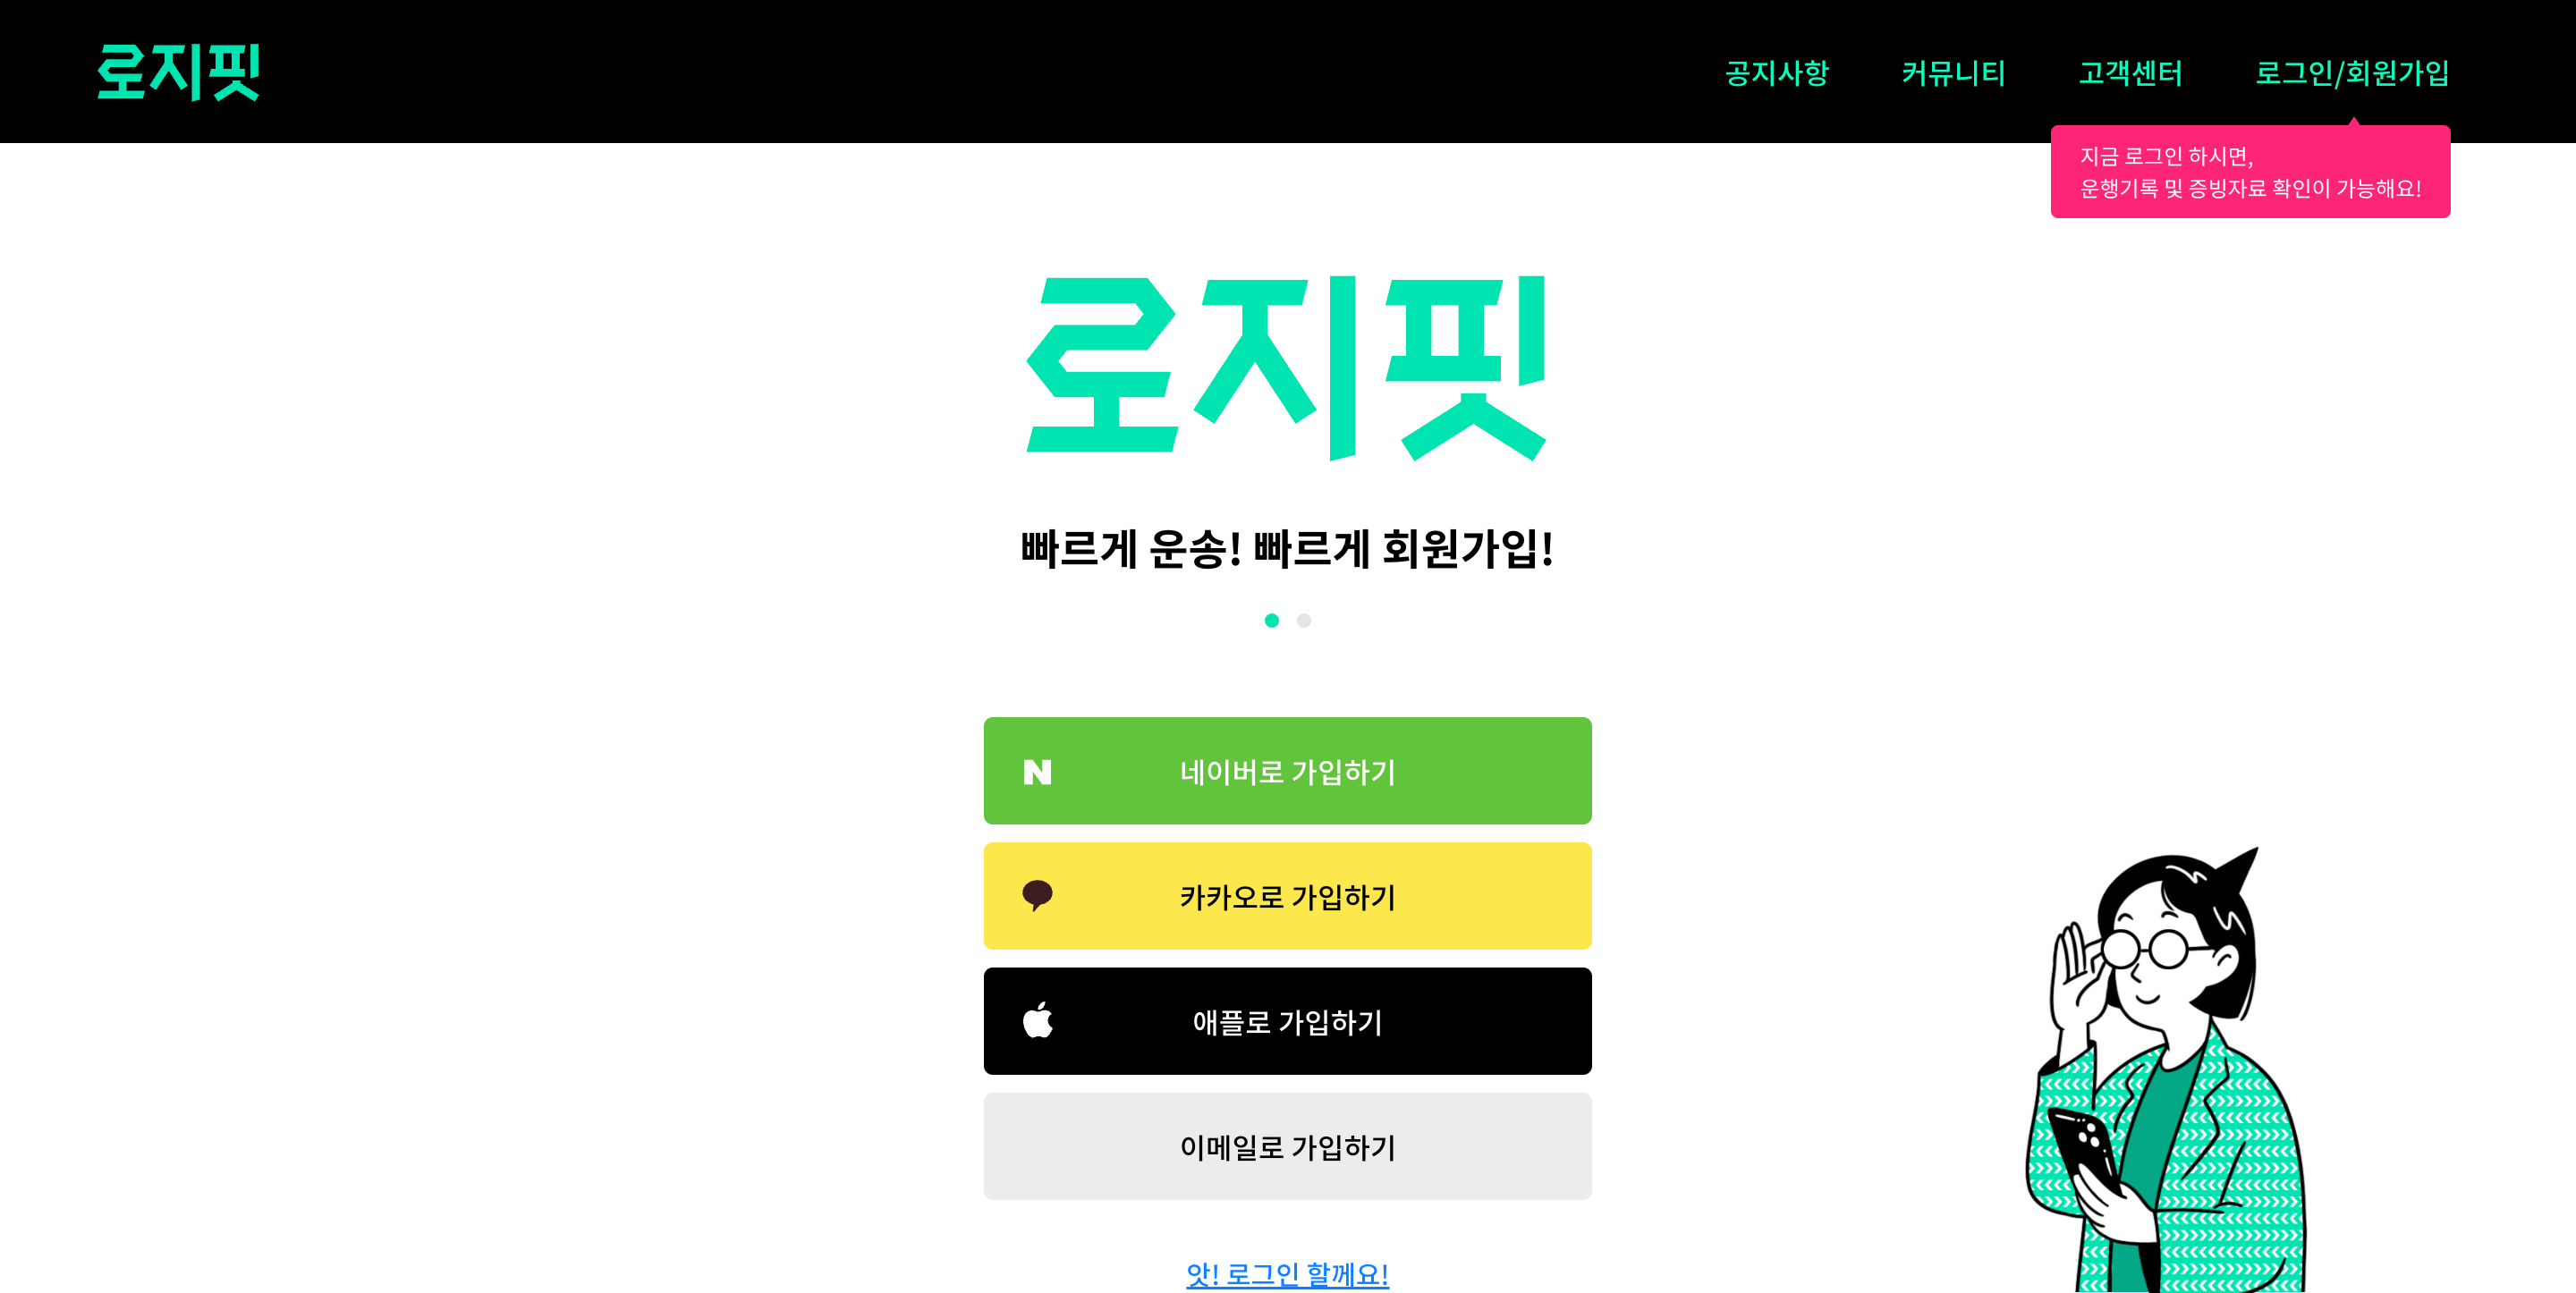 로지핏
공지사항
커뮤니티
고객센터
로그인/회원가입
지금 로그인 하시면,
운행기록 및 증빙자료 확인이 가능해요!
로지핏
빠르게 운송! 빠르게 회원가입!
네이버로 가입하기
카카오로 가입하기
애플로 가입하기
이메일로 가입하기
앗! 로그인 할께요!